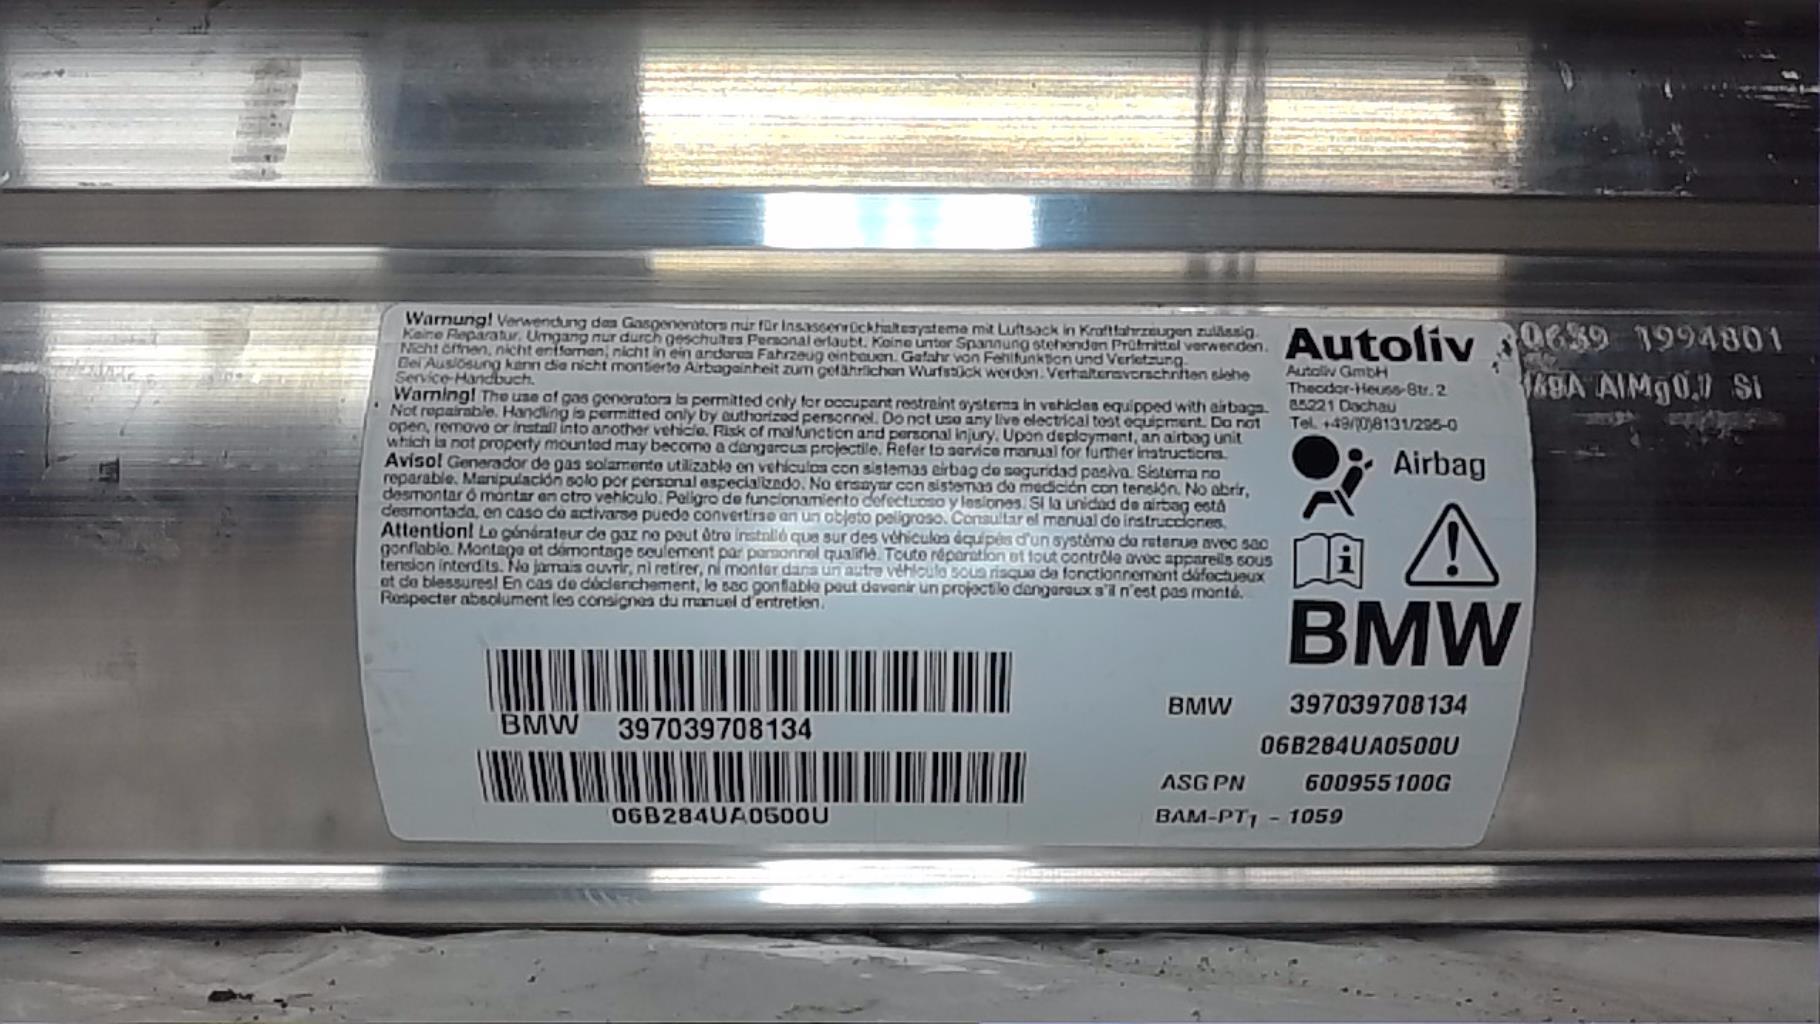 Warnung! Verwendung des Gasgenerators nur für Insassenrückhaltesysteme mit Luftsack in Kraftfahrzeugen zulässig.
Keine Reparatur. Umgang nur durch geschultes Personal erlaubt. Keine unter Spannung stehenden Prüfmittel verwenden.
Nicht öffnen, nicht entfernen, nicht in ein anderes Fahrzeug einbauen. Gefahr von Fehlfunktion und Verletzung.
Bei Auslösung kann die nicht montierte Airbageinheit zum gefährlichen Wurfstück werden. Verhaltensvorschriften siehe
Service-Handbuch.
Warning! The use of gas generators is permitted only for occupant restraint systems in vehicles equipped with airbags.
Not repairable. Handling is permitted only by authorized personnel. Do not use any live electrical test equipment. Do not
open, remove or install into another vehicle. Risk of malfunction and personal injury. Upon deployment, an airbag unit
which is not properly mounted may become a dangerous projectile. Refer to service manual for further instructions.
Aviso! Generador de gas solamente utilizable en vehículos con sistemas airbag de seguridad pasiva. Sistema no
reparable. Manipulación solo por personal especializado. No ensayar con sistemas de medición con tensión. No abrir,
desmontar ó montar en otro vehículo. Peligro de funcionamiento defectuoso y lesiones. Si la unidad de airbag está
desmontada, en caso de activarse puede convertirse en un objeto peligroso. Consultar el manual de instrucciones.
Attention! Le générateur de gaz ne peut être installé que sur des véhicules équipés d'un système de retenue avec sac
gonflable. Montage et démontage seulement par personnel qualifié. Toute réparation et tout contrôle avec appareils sous
tension interdits. Ne jamais ouvrir, ni retirer, ni monter dans un autre véhicule sous risque de fonctionnement défectueux
et de blessures! En cas de déclenchement, le sac gonflable peut devenir un projectile dangereux s'il n'est pas monté.
Respecter absolument les consignes du manuel d'entretien.
Autoliv
Autoliv GmbH
Theodor-Heuss-Str. 2
85221 Dachau
Tel. +49/(0)8131/295-0
Airbag
BMW
BMW 397039708134
06B284UA0500U
BMW 397039708134
06B284UA0500U
ASG PN 600955100G
BAM-PT1 - 1059
0639 1994801
AlMg0,7 Si